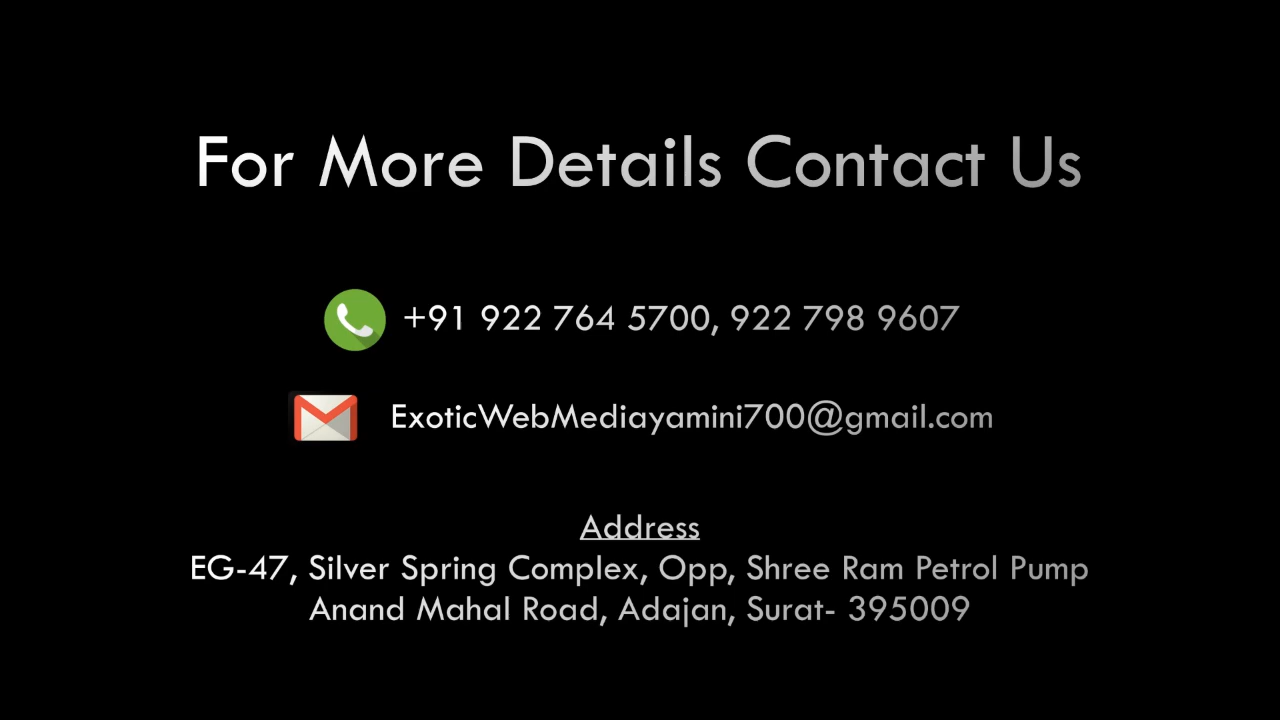 For More Details Contact Us
+91 922 764 5700, 922 798 9607
ExoticWebMediayamini700@gmail.com
Address
EG-47, Silver Spring Complex, Opp, Shree Ram Petrol Pump
Anand Mahal Road, Adajan, Surat- 395009